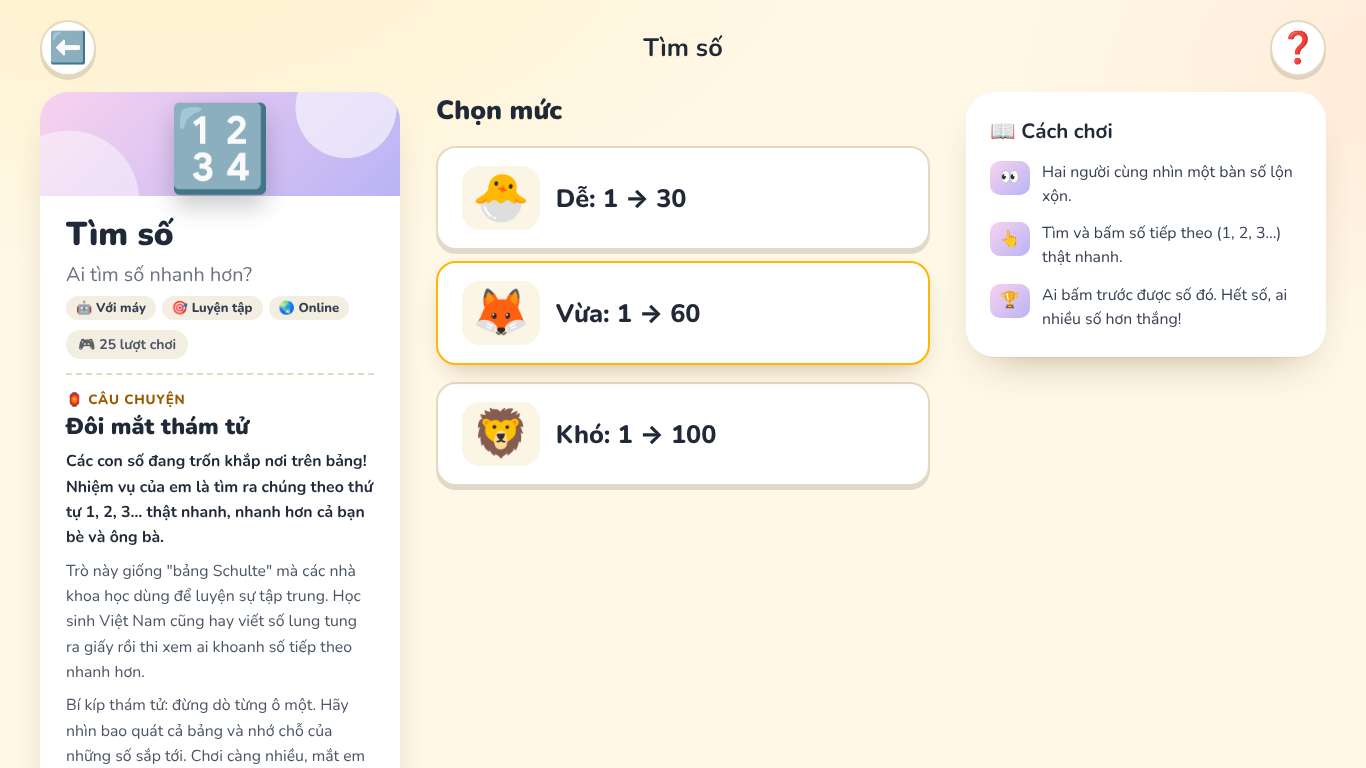 Tìm số
1 2
3 4
Tìm số
Ai tìm số nhanh hơn?
Với máy
Luyện tập
Online
25 lượt chơi
CÂU CHUYỆN
Đôi mắt thám tử
Các con số đang trốn khắp nơi trên bảng!
Nhiệm vụ của em là tìm ra chúng theo thứ
tự 1, 2, 3... thật nhanh, nhanh hơn cả bạn
bè và ông bà.
Trò này giống "bảng Schulte" mà các nhà
khoa học dùng để luyện sự tập trung. Học
sinh Việt Nam cũng hay viết số lung tung
ra giấy rồi thi xem ai khoanh số tiếp theo
nhanh hơn.
Bí kíp thám tử: đừng dò từng ô một. Hãy
nhìn bao quát cả bảng và nhớ chỗ của
những số sắp tới. Chơi càng nhiều, mắt em
Chọn mức
Dễ: 1 → 30
Vừa: 1 → 60
Khó: 1 → 100
Cách chơi
Hai người cùng nhìn một bàn số lộn
xộn.
Tìm và bấm số tiếp theo (1, 2, 3...)
thật nhanh.
Ai bấm trước được số đó. Hết số, ai
nhiều số hơn thắng!